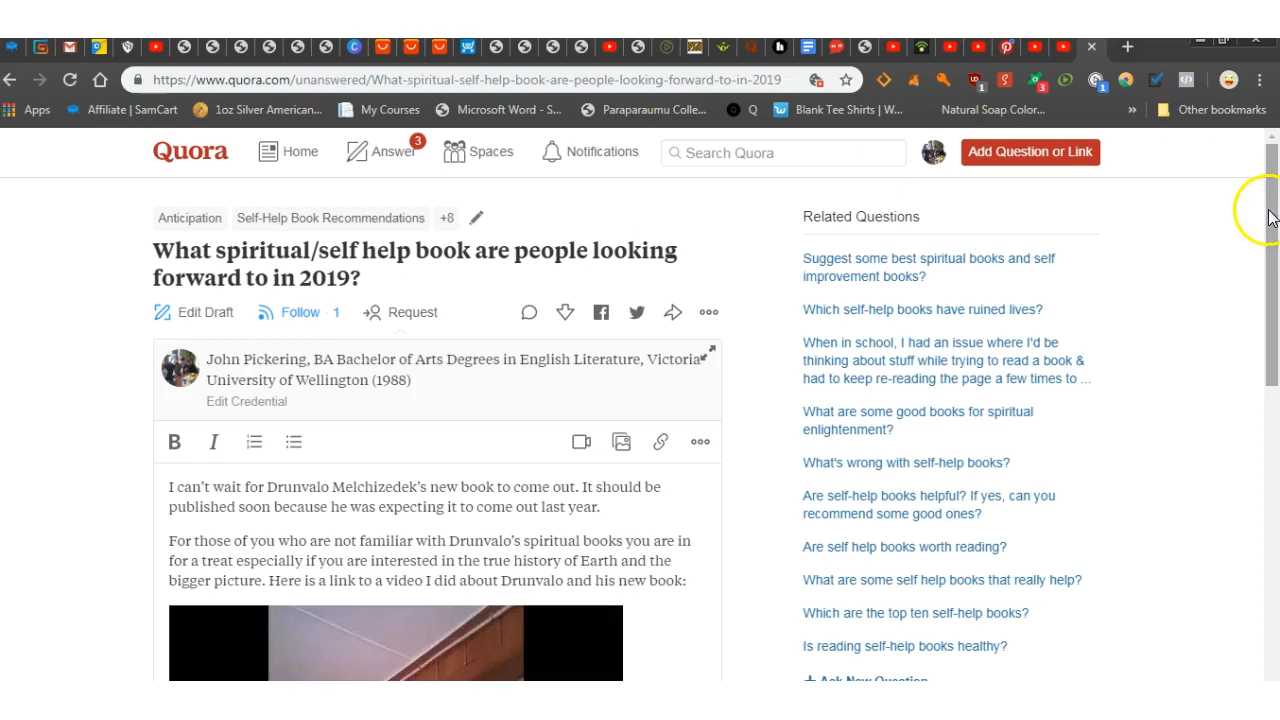 https://www.quora.com/unanswered/What-spiritual-self-help-book-are-people-looking-forward-to-in-2019
1
3
1
Apps
Affiliate | SamCart
1oz Silver American...
My Courses
Microsoft Word - S...
Paraparaumu Colle...
Q
Blank Tee Shirts | W...
Natural Soap Color...
»
Other bookmarks
Quora
Home
Answer
3
Spaces
Notifications
Search Quora
Add Question or Link
Anticipation
Self-Help Book Recommendations
+8
What spiritual/self help book are people looking
forward to in 2019?
Edit Draft
Follow · 1
Request
John Pickering, BA Bachelor of Arts Degrees in English Literature, Victoria
University of Wellington (1988)
Edit Credential
B
I
I can't wait for Drunvalo Melchizedek's new book to come out. It should be
published soon because he was expecting it to come out last year.
For those of you who are not familiar with Drunvalo's spiritual books you are in
for a treat especially if you are interested in the true history of Earth and the
bigger picture. Here is a link to a video I did about Drunvalo and his new book:
Related Questions
Suggest some best spiritual books and self
improvement books?
Which self-help books have ruined lives?
When in school, I had an issue where I'd be
thinking about stuff while trying to read a book &
had to keep re-reading the page a few times to ...
What are some good books for spiritual
enlightenment?
What's wrong with self-help books?
Are self-help books helpful? If yes, can you
recommend some good ones?
Are self help books worth reading?
What are some self help books that really help?
Which are the top ten self-help books?
Is reading self-help books healthy?
+ Ask New Question